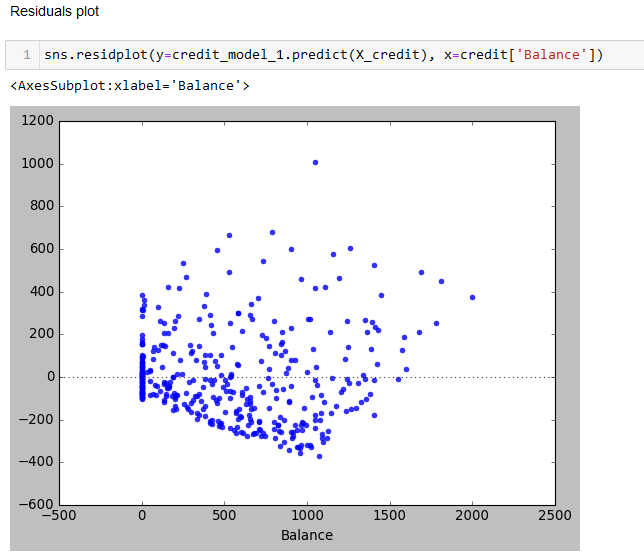 Residuals plot
1 sns.residplot(y=credit_model_1.predict(X_credit), x=credit['Balance'])
<AxesSubplot:xlabel='Balance'>
1200
1000
800
600
400
200
0
−200
−400
−600
−500 0 500 1000 1500 2000 2500
Balance